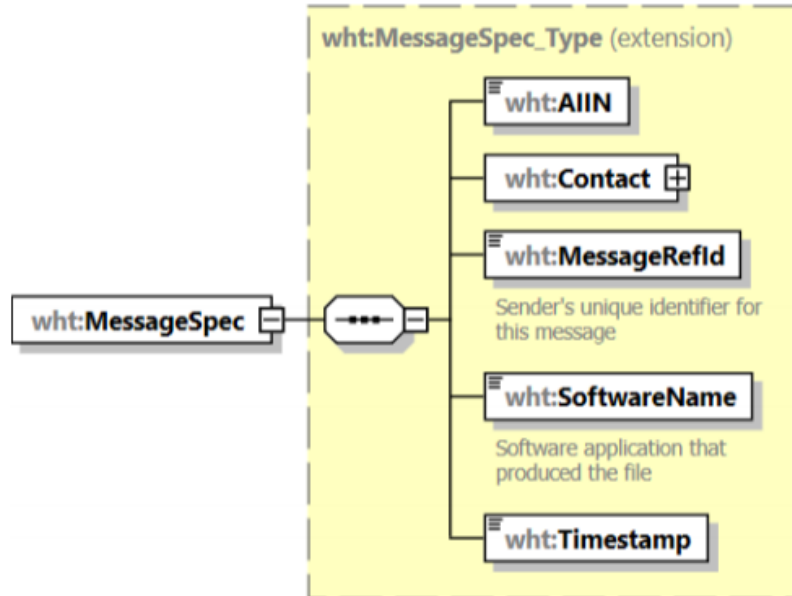 wht:MessageSpec_Type (extension)
wht:AIIN
wht:Contact
wht:MessageRefId
Sender's unique identifier for
this message
wht:MessageSpec
wht:SoftwareName
Software application that
produced the file
wht:Timestamp